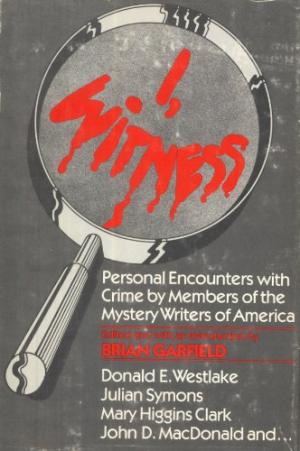 I,
WITNESS
Personal Encounters with
Crime by Members of the
Mystery Writers of America
Edited and with an introduction by
BRIAN GARFIELD
Donald E. Westlake
Julian Symons
Mary Higgins Clark
John D. MacDonald and...